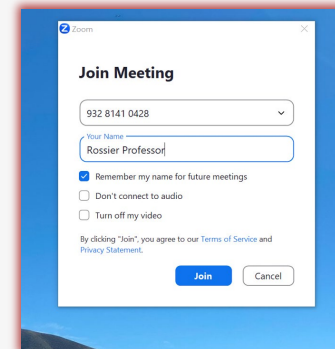 Zoom
Join Meeting
932 8141 0428
Your Name
Rossier Professor
Remember my name for future meetings
Don't connect to audio
Turn off my video
By clicking "Join", you agree to our Terms of Service and
Privacy Statement.
Join
Cancel